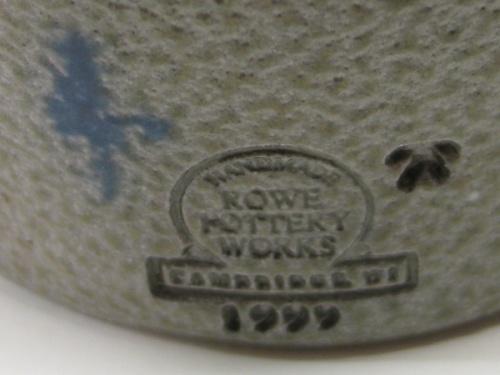 HANDMADE
ROWE
POTTERY
WORKS
CAMBRIDGE, WI
1999